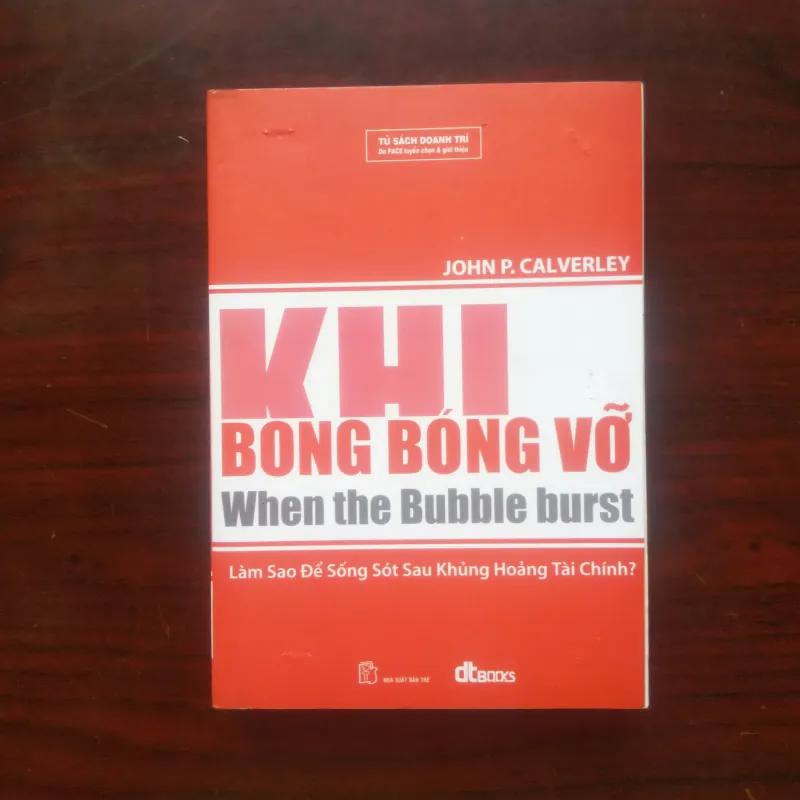 TỦ SÁCH DOANH TRÍ
Do PACE tuyển chọn & giới thiệu
JOHN P. CALVERLEY
KHI
BONG BÓNG VỠ
When the Bubble burst
Làm Sao Để Sống Sót Sau Khủng Hoảng Tài Chính?
NHÀ XUẤT BẢN TRẺ
dtBOOKS